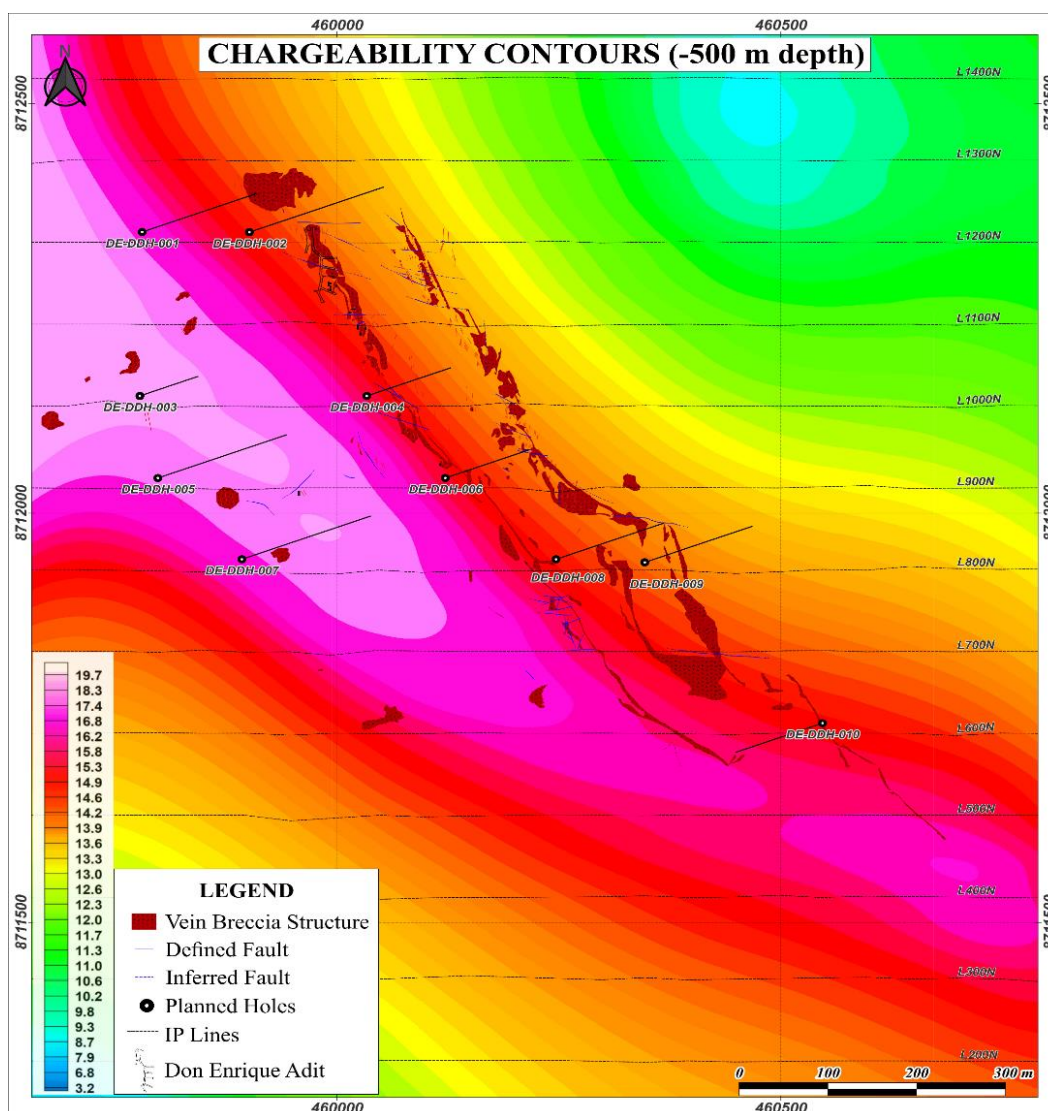 460000
460500
CHARGEABILITY CONTOURS (-500 m depth)
N
8712500
8712500
L1400N
L1300N
L1200N
L1100N
L1000N
L900N
L800N
L700N
L600N
L500N
L400N
L300N
L200N
DE-DDH-001
DE-DDH-002
DE-DDH-003
DE-DDH-004
DE-DDH-005
DE-DDH-006
DE-DDH-007
DE-DDH-008
DE-DDH-009
DE-DDH-010
8712000
8712000
19.7
18.3
17.4
16.8
16.2
15.8
15.3
14.9
14.6
14.2
13.9
13.6
13.3
12.6
12.3
12.0
11.7
11.3
11.0
10.6
10.2
9.8
9.3
8.7
7.9
6.8
3.2
LEGEND
Vein Breccia Structure
Defined Fault
Inferred Fault
Planned Holes
IP Lines
Don Enrique Adit
8711500
8711500
0 100 200 300 m
460000
460500